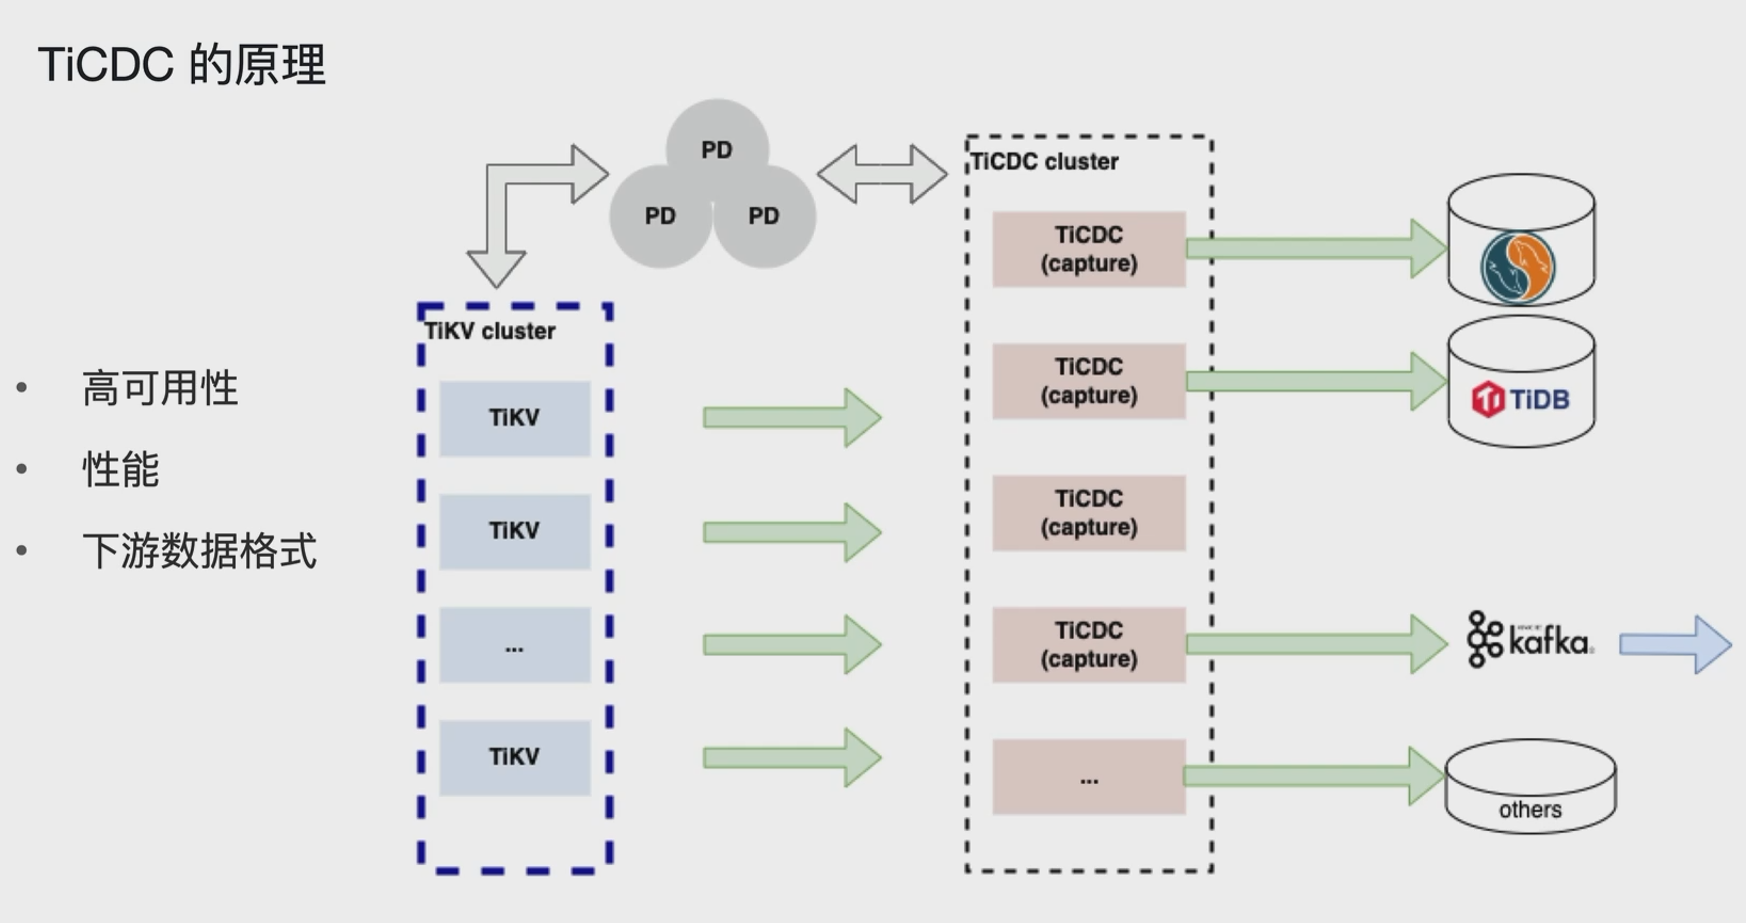 TiCDC 的原理
PD
PD
PD
TiCDC cluster
TiCDC
(capture)
TiKV cluster
• 高可用性
• 性能
• 下游数据格式
TiKV
TiKV
...
TiKV
TiCDC
(capture)
TiCDC
(capture)
TiCDC
(capture)
...
TiDB
kafka
others